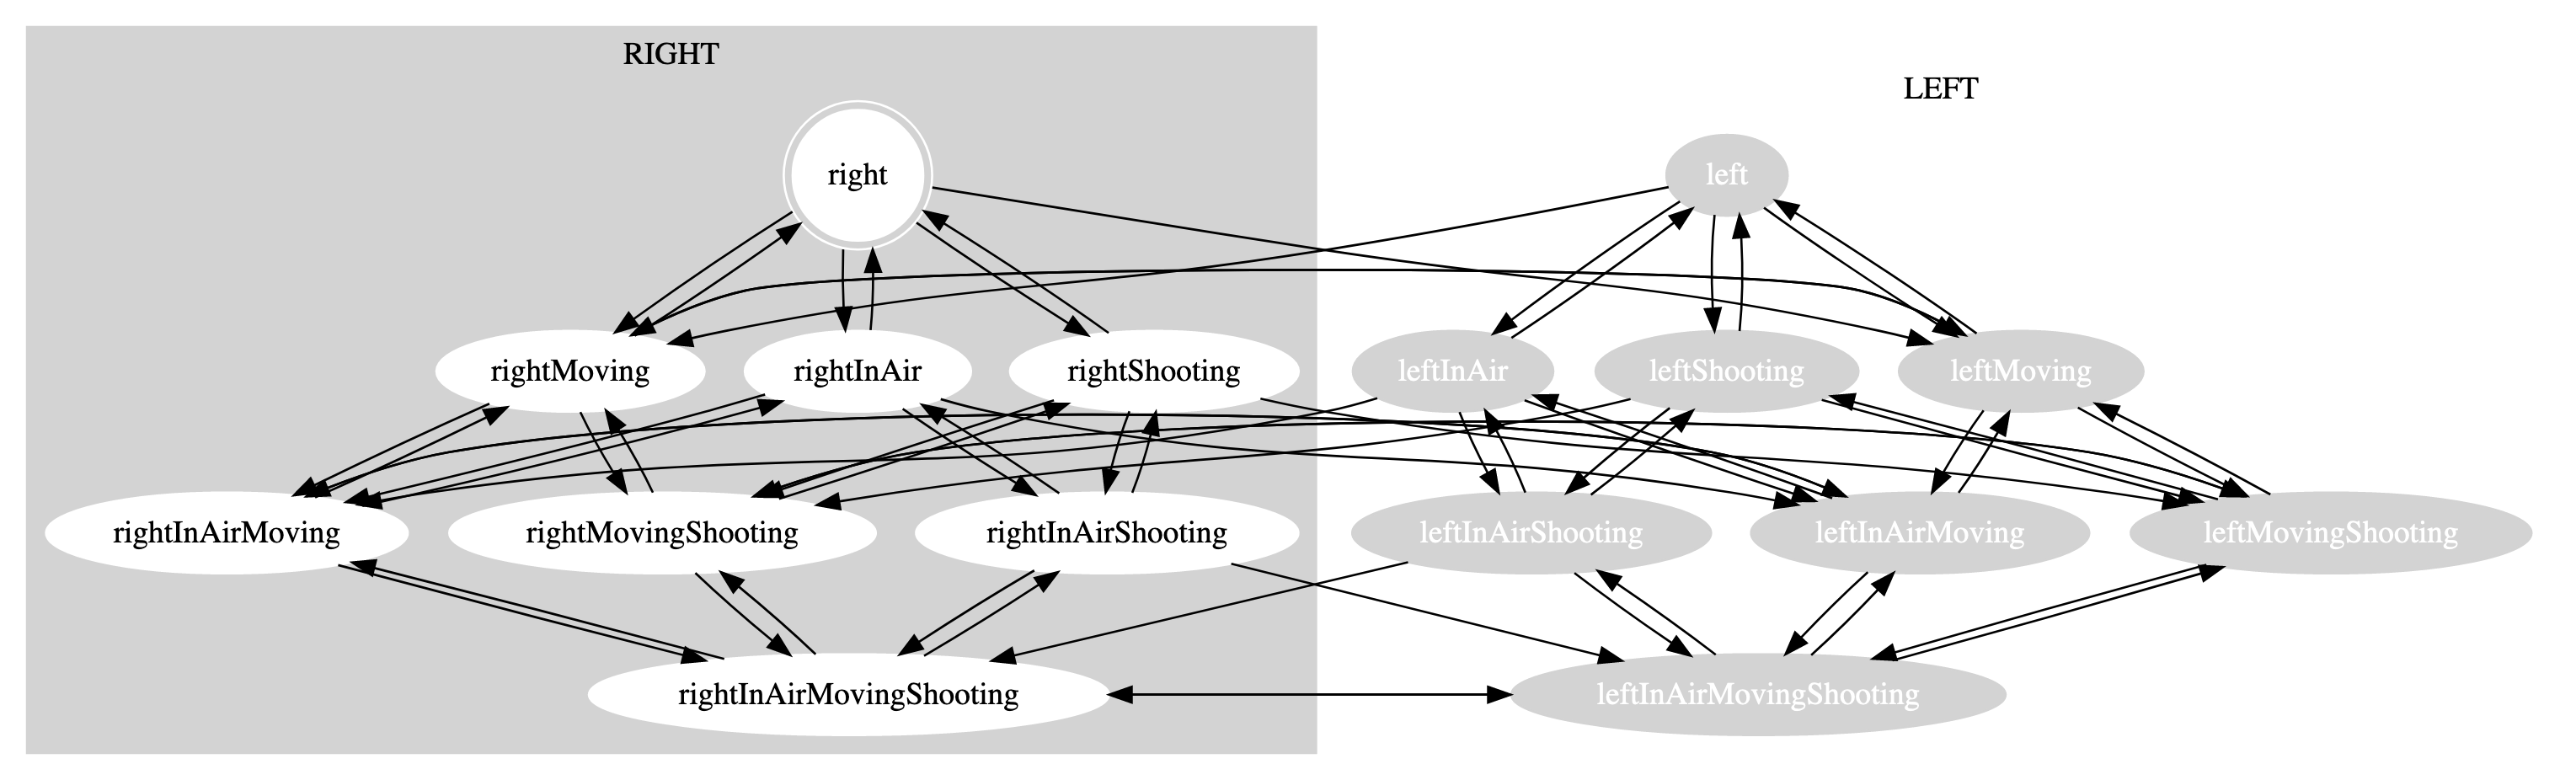 RIGHT
LEFT
right
left
rightMoving
rightInAir
rightShooting
leftInAir
leftShooting
leftMoving
rightInAirMoving
rightMovingShooting
rightInAirShooting
leftInAirShooting
leftInAirMoving
leftMovingShooting
rightInAirMovingShooting
leftInAirMovingShooting